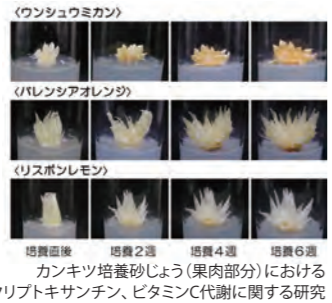 〈ウンシュウミカン〉
〈バレンシアオレンジ〉
〈リスボンレモン〉
培養直後 培養2週 培養4週 培養6週
カンキツ培養砂じょう（果肉部分）における
クリプトキサンチン、ビタミンC代謝に関する研究